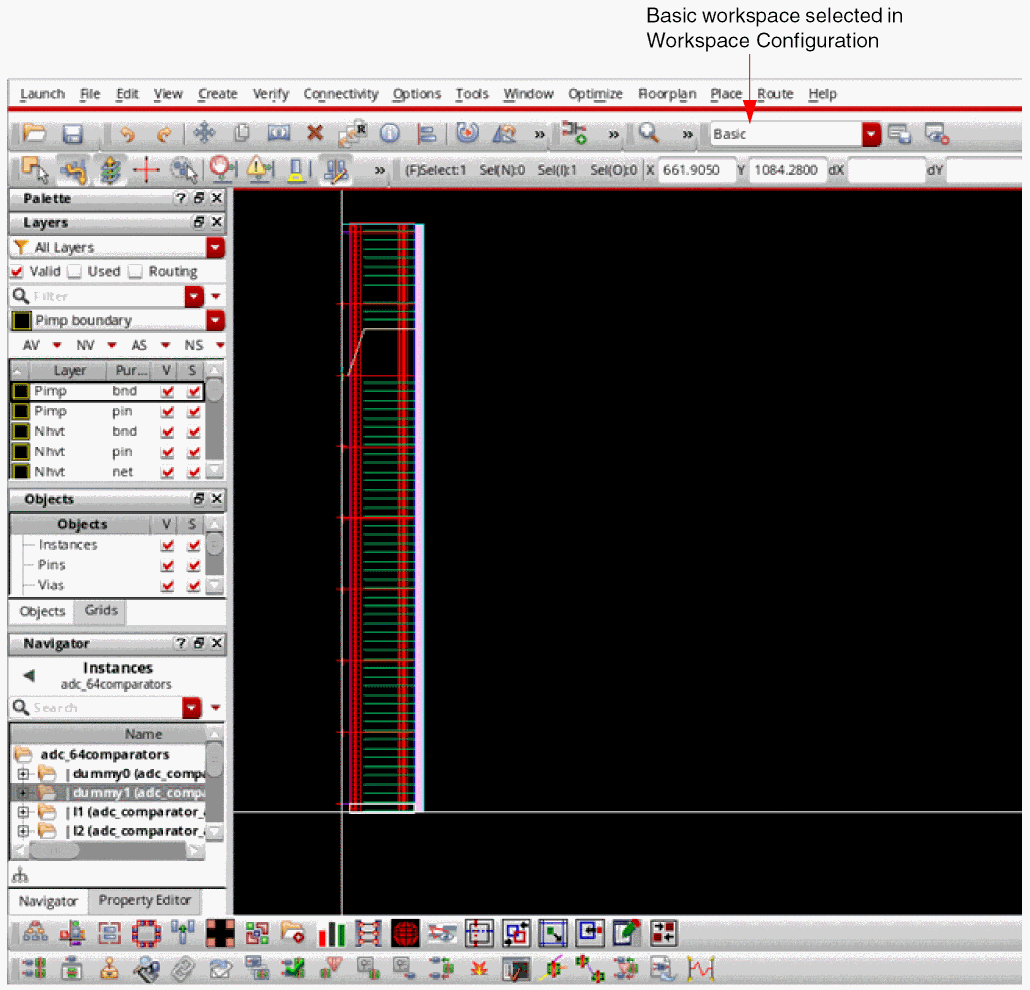 Basic workspace selected in
Workspace Configuration
Launch File Edit View Create Verify Connectivity Options Tools Window Optimize Floorplan Place Route Help
R » » » Basic
» (F)Select:1 Sel(N):0 Sel(I):1 Sel(O):0 X 661.9050 Y 1084.2800 dX dY
Palette ?
Layers
All Layers
Valid Used Routing
Filter
Pimp boundary
AV NV AS NS
Layer Pur... V S
Pimp bnd
Pimp pin
Nhvt bnd
Nhvt pin
Nhvt net
Objects
Objects V S
Instances
Pins
Vias
Objects Grids
Navigator ?
Instances
adc_64comparators
Search
Name
adc_64comparators
|dummy0 (adc_compa
|dummy1 (adc_compa
|I1 (adc_comparator_
|I2 (adc_comparator_
Navigator Property Editor